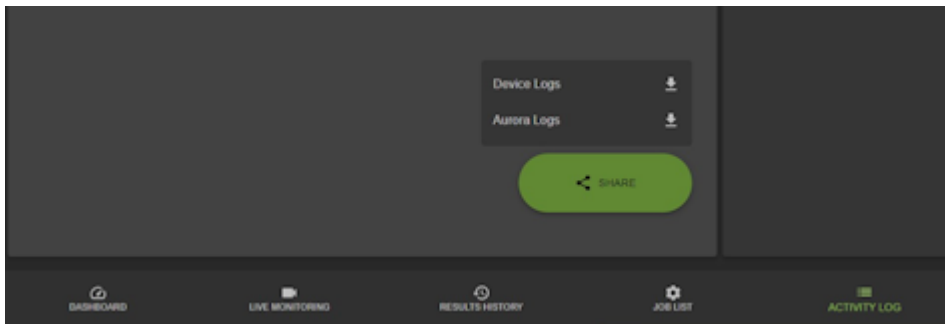 Device Logs
Aurora Logs
SHARE
DASHBOARD
LIVE MONITORING
RESULTS HISTORY
JOB LIST
ACTIVITY LOG